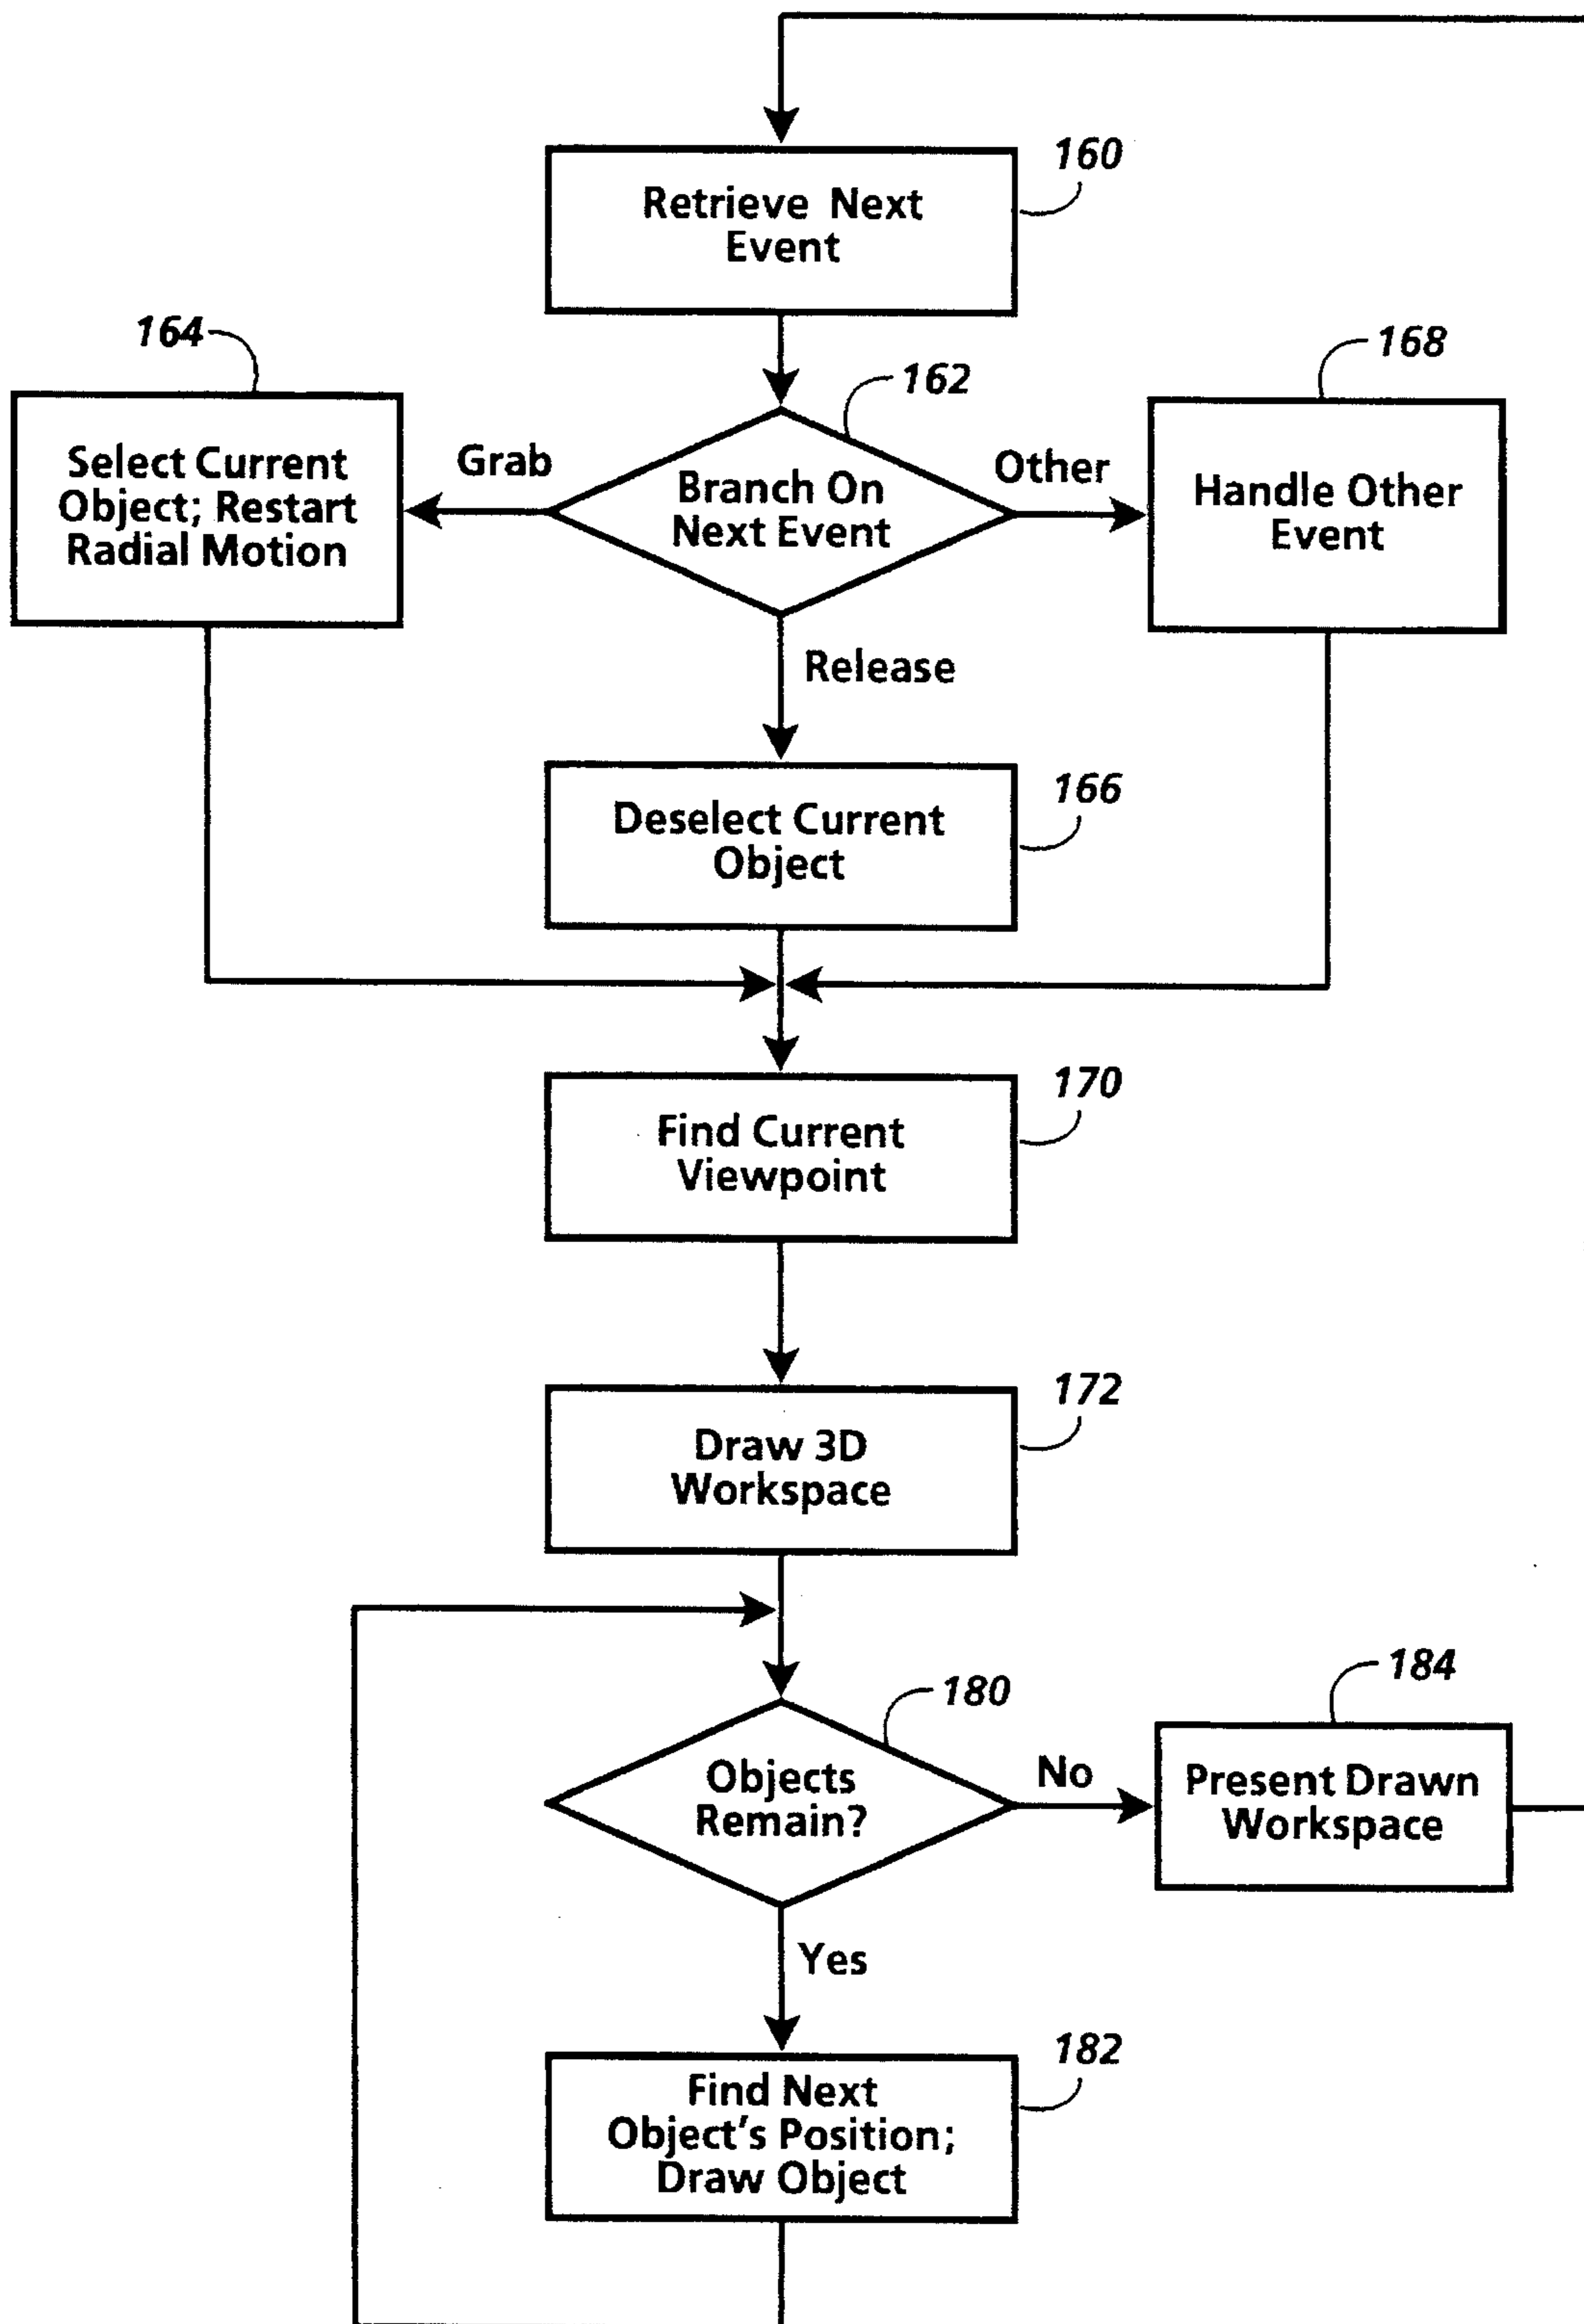 160
Retrieve Next
Event
164
168
162
Select Current
Object; Restart
Radial Motion
Grab
Branch On
Next Event
Other
Handle Other
Event
Release
166
Deselect Current
Object
170
Find Current
Viewpoint
172
Draw 3D
Workspace
180
184
Objects
Remain?
No
Present Drawn
Workspace
Yes
182
Find Next
Object's Position;
Draw Object